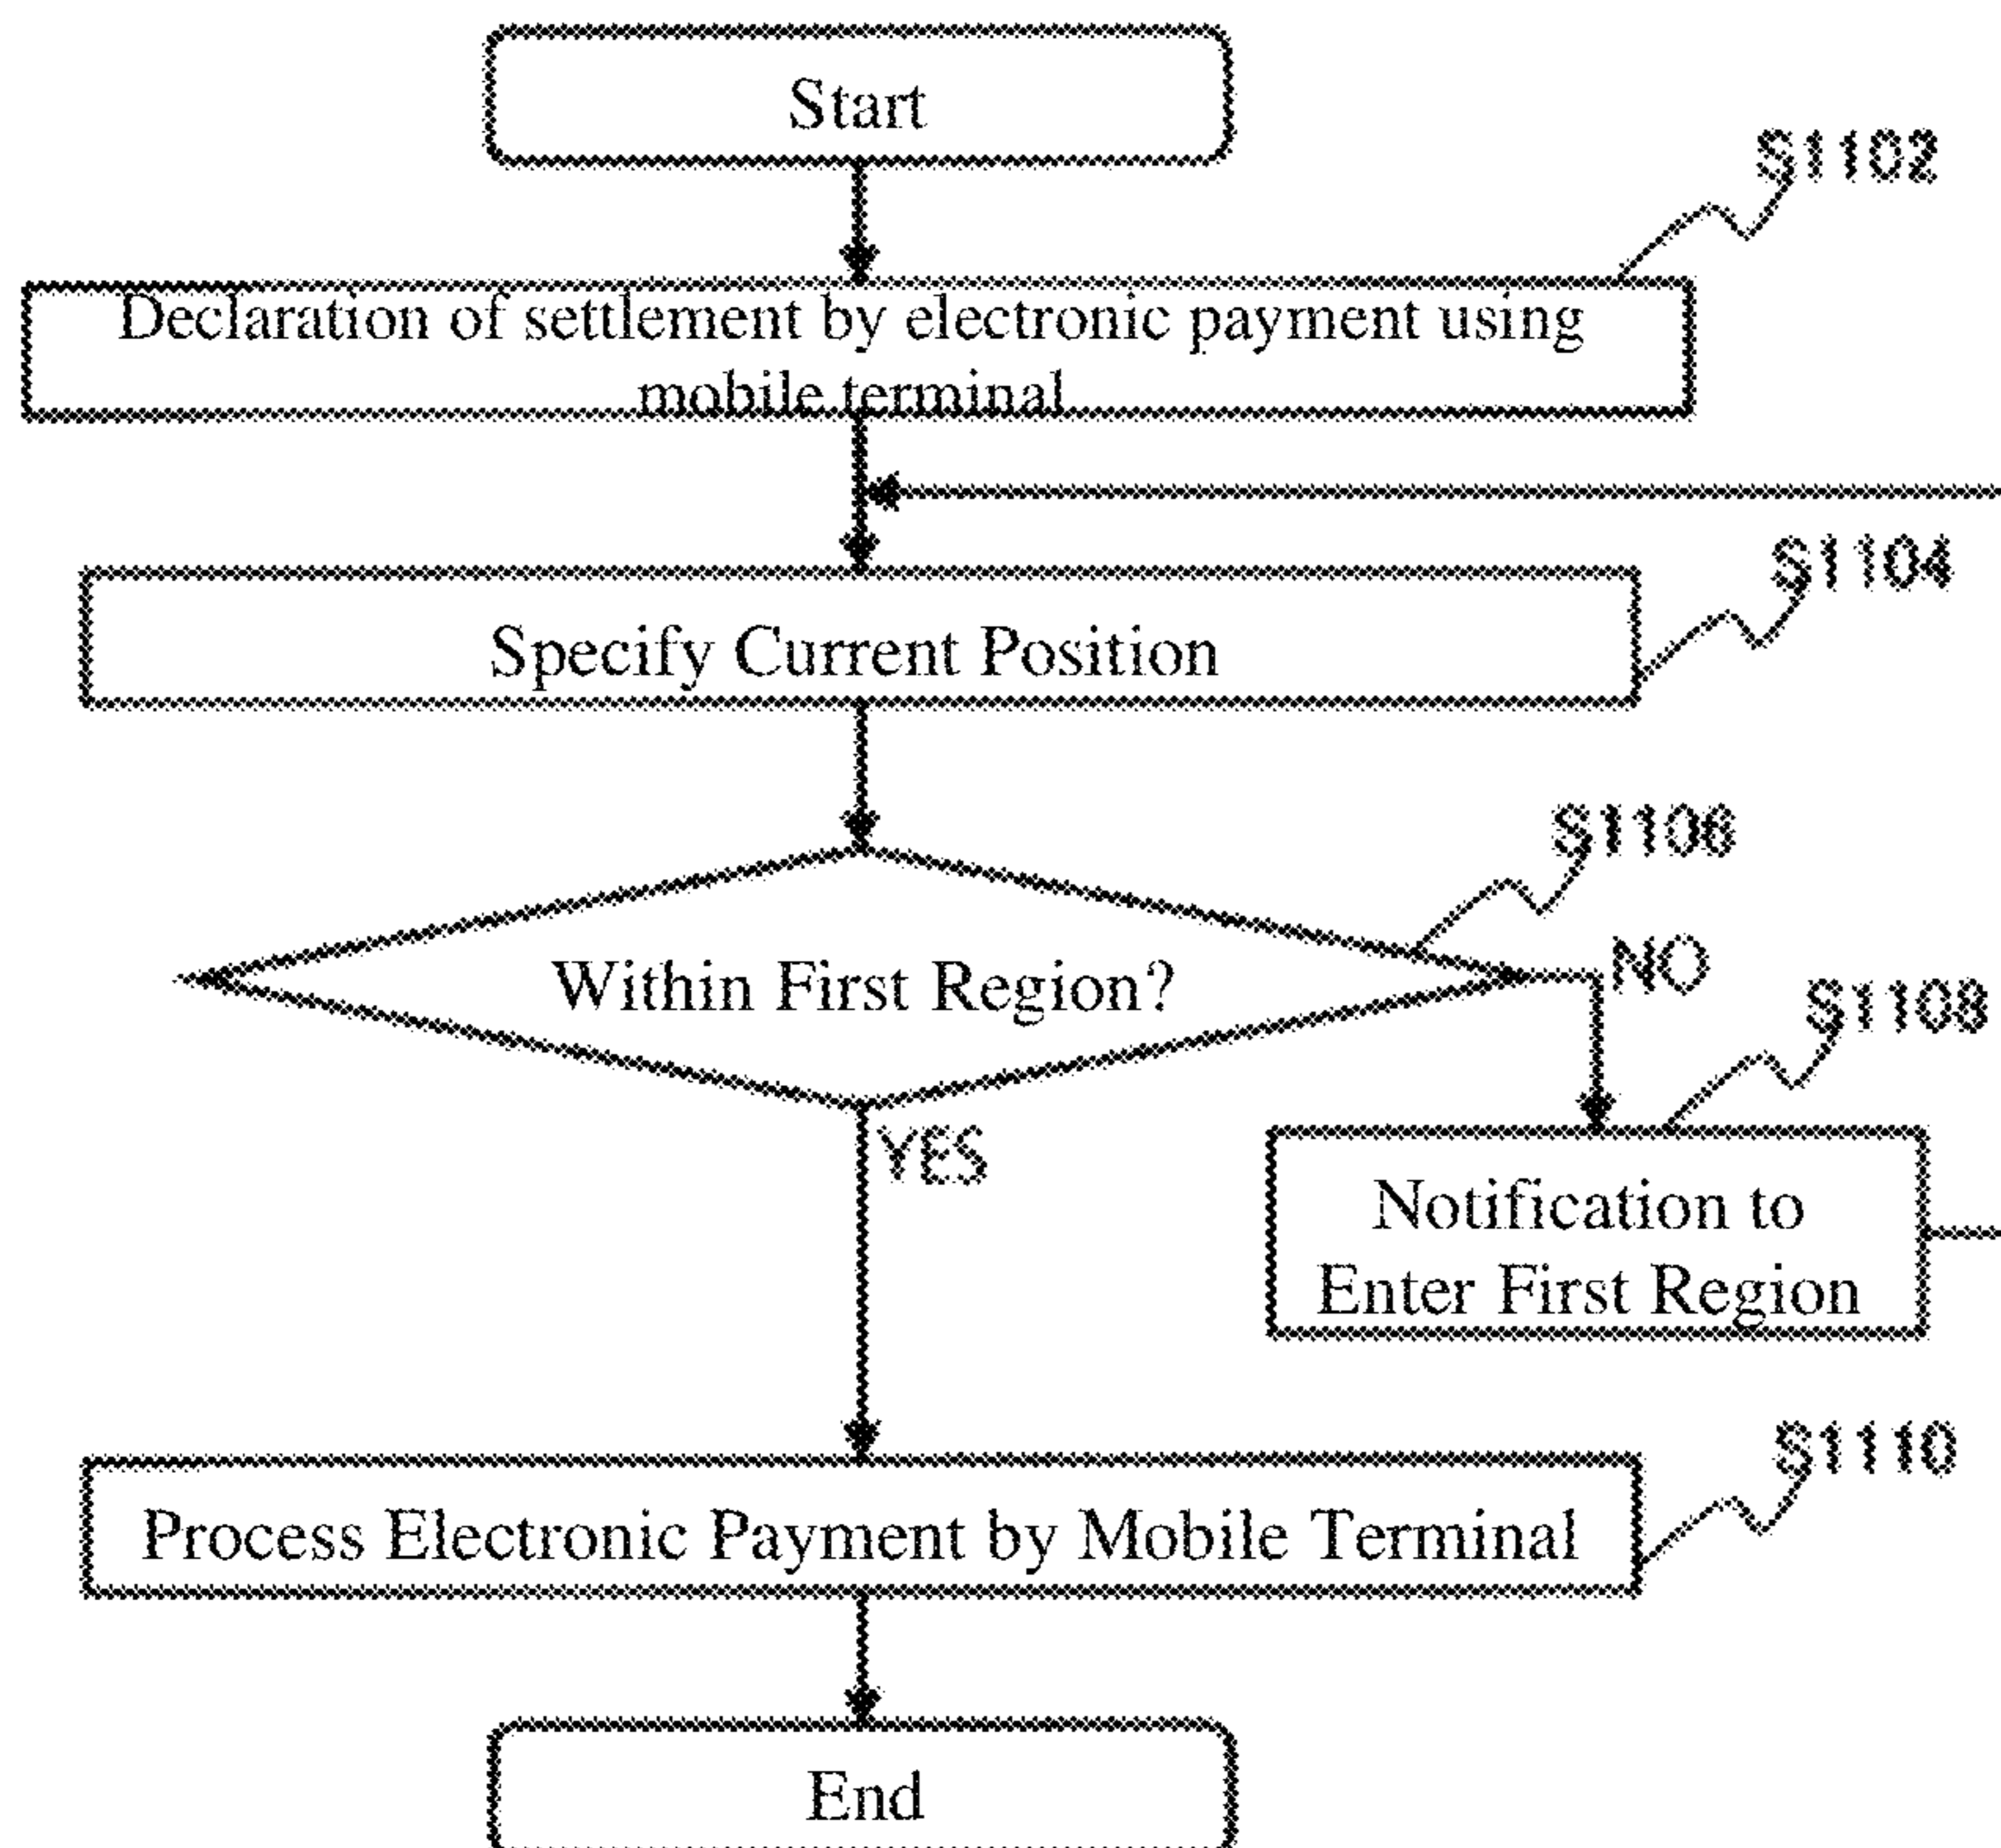 Start
S1102
Declaration of settlement by electronic payment using
mobile terminal
S1104
Specify Current Position
S1106
Within First Region?
NO
S1108
YES
Notification to
Enter First Region
S1110
Process Electronic Payment by Mobile Terminal
End